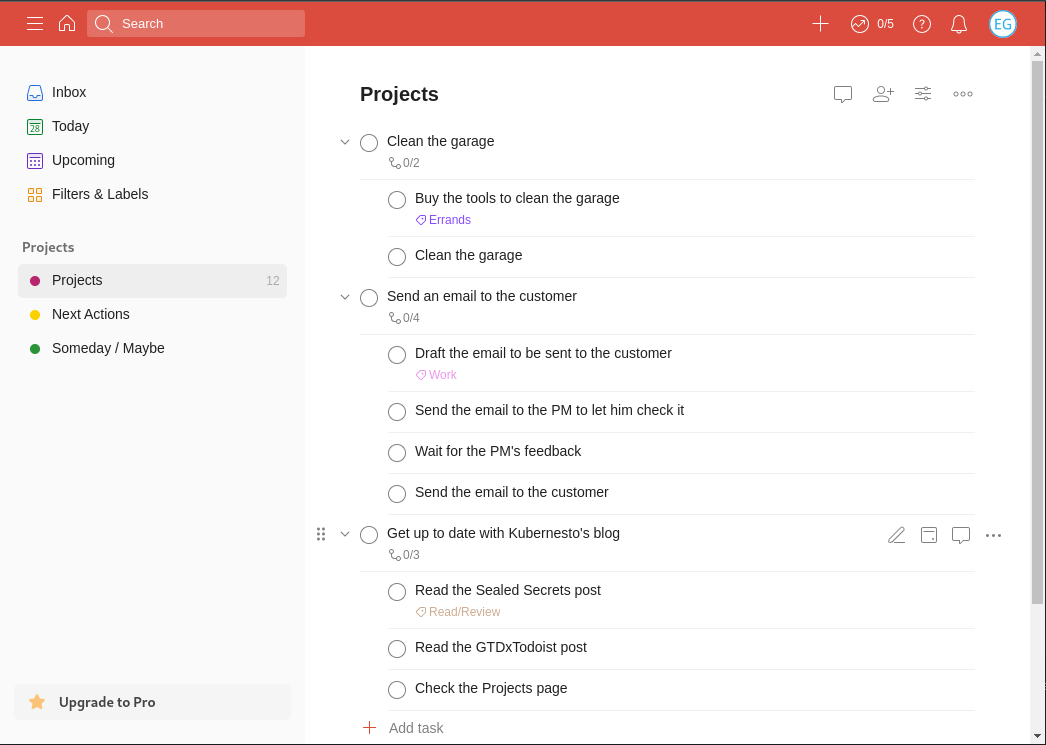 Search
0/5
?
EG
Inbox
28
Today
Upcoming
Filters & Labels
Projects
Projects 12
Next Actions
Someday / Maybe
Upgrade to Pro
Projects
Clean the garage
0/2
Buy the tools to clean the garage
Errands
Clean the garage
Send an email to the customer
0/4
Draft the email to be sent to the customer
Work
Send the email to the PM to let him check it
Wait for the PM's feedback
Send the email to the customer
Get up to date with Kubernesto's blog
0/3
Read the Sealed Secrets post
Read/Review
Read the GTDxTodoist post
Check the Projects page
Add task